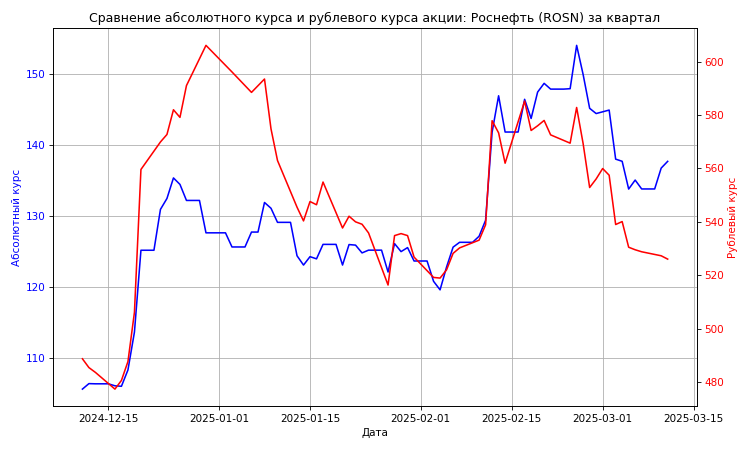 Сравнение абсолютного курса и рублевого курса акции: Роснефть (ROSN) за квартал
Абсолютный курс
150
140
130
120
110
600
580
560
540
520
500
480
Рублевый курс
2024-12-15 2025-01-01 2025-01-15 2025-02-01 2025-02-15 2025-03-01 2025-03-15
Дата